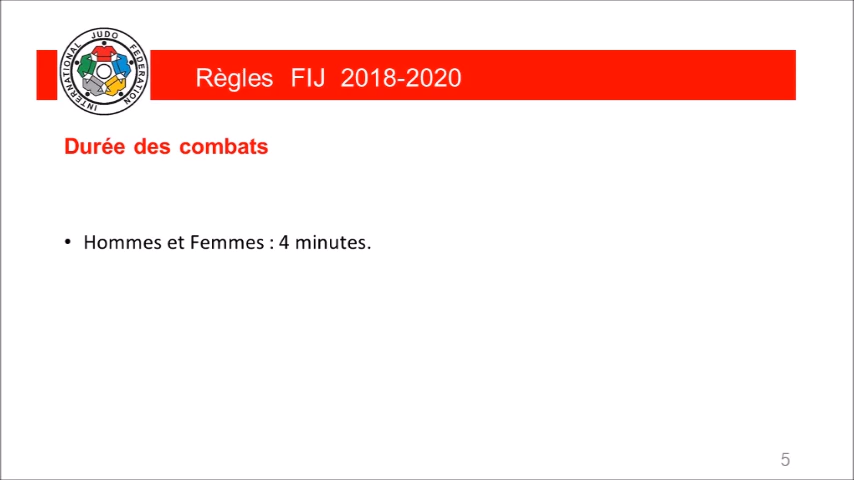 INTERNATIONAL JUDO FEDERATION
Règles FIJ 2018-2020
Durée des combats
• Hommes et Femmes : 4 minutes.
5